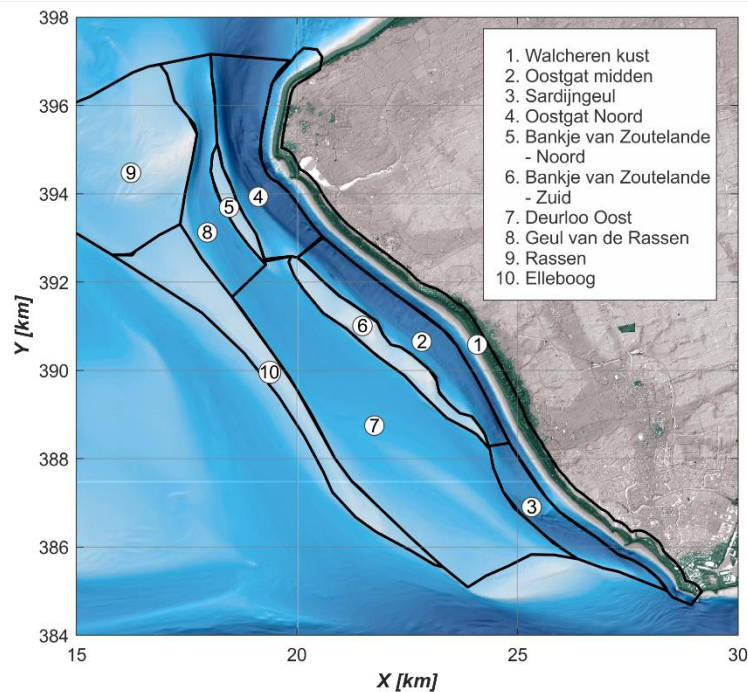 398
396
394
392
390
388
386
384
Y [km]
15
20
25
30
X [km]
1. Walcheren kust
2. Oostgat midden
3. Sardijngeul
4. Oostgat Noord
5. Bankje van Zoutelande
- Noord
6. Bankje van Zoutelande
- Zuid
7. Deurloo Oost
8. Geul van de Rassen
9. Rassen
10. Elleboog
9
4
5
8
6
2
1
10
7
3